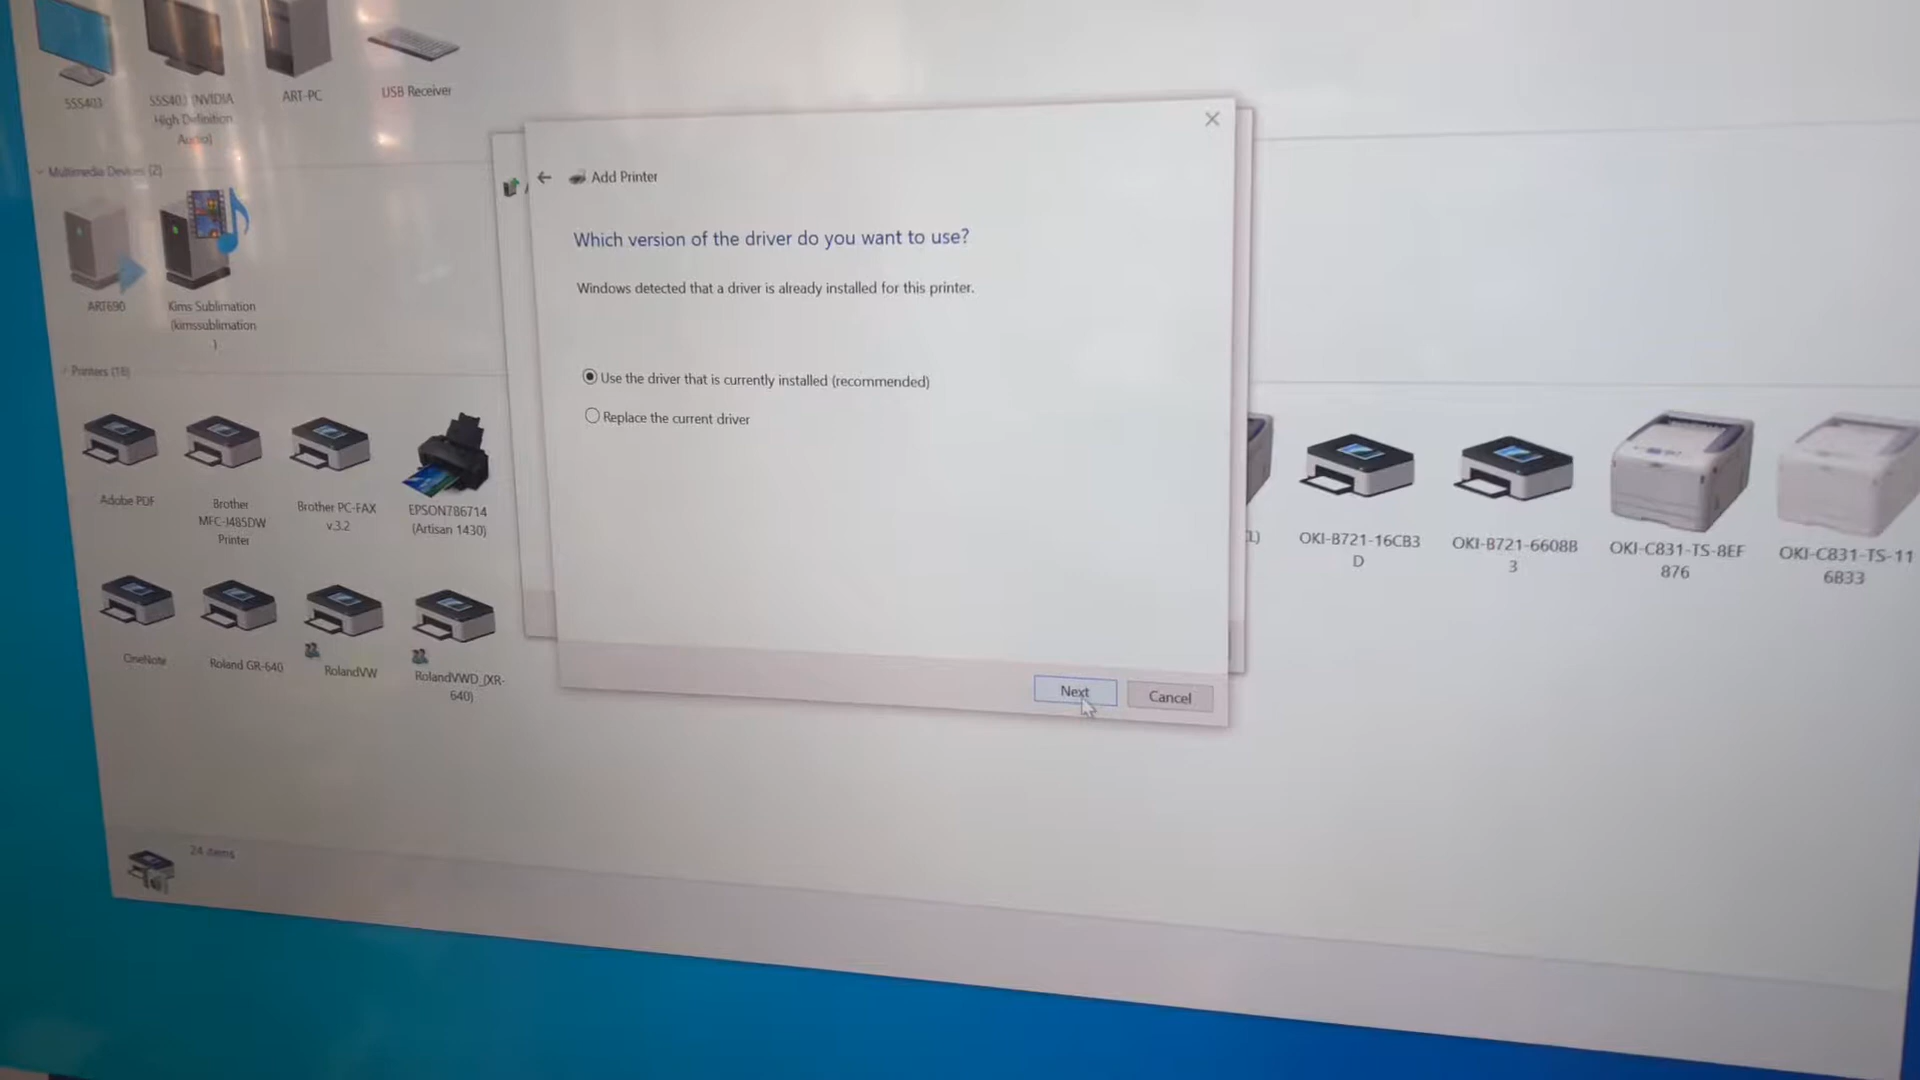 555403
555403 (NVIDIA
High Definition
Audio)
ART-PC
USB Receiver
Multimedia Devices (2)
ART690
Kims Sublimation
(kimssublimation
)
Printers (18)
Adobe PDF
Brother
MFC-J485DW
Printer
Brother PC-FAX
v.3.2
EPSON786714
(Artisan 1430)
OneNote
Roland GR-640
RolandVW
RolandVWD_(XR-
640)
24 items
Add Printer
Which version of the driver do you want to use?
Windows detected that a driver is already installed for this printer.
Use the driver that is currently installed (recommended)
Replace the current driver
Next
Cancel
1)
OKI-B721-16CB3
D
OKI-B721-6608B
3
OKI-C831-TS-8EF
876
OKI-C831-TS-11
6B33